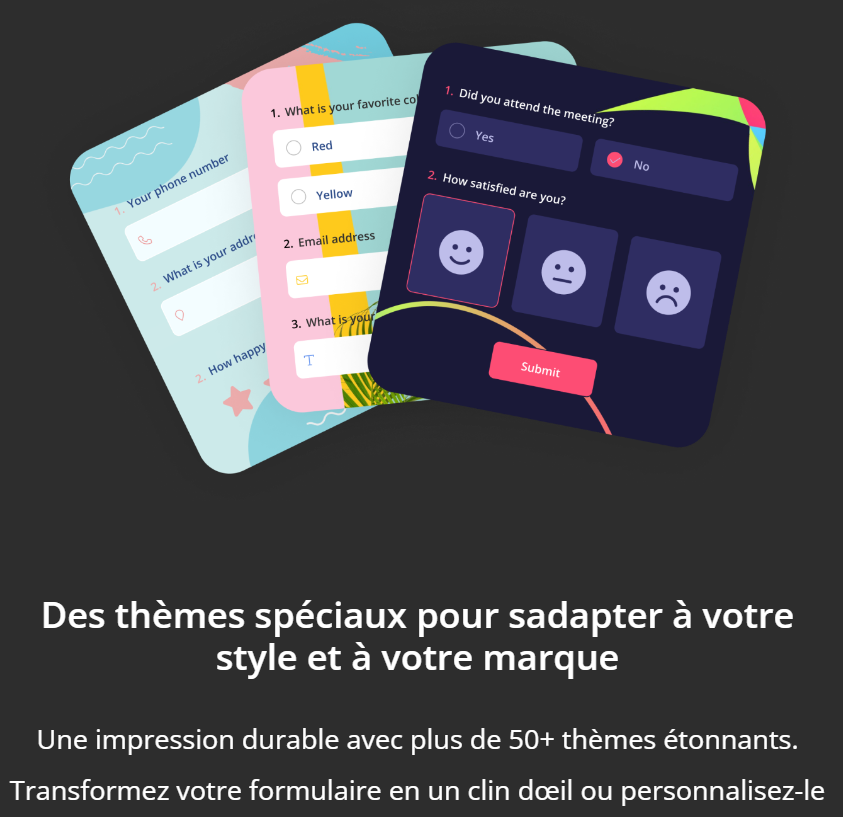 1. Your phone number
2. What is your
2. How happy
1. What is your favorite
Red
Yellow
2. Email address
3. What is your
T
1. Did you attend the meeting?
Yes
No
2. How satisfied are you?
Submit
Des thèmes spéciaux pour sadapter à votre
style et à votre marque
Une impression durable avec plus de 50+ thèmes étonnants.
Transformez votre formulaire en un clin dœil ou personnalisez-le